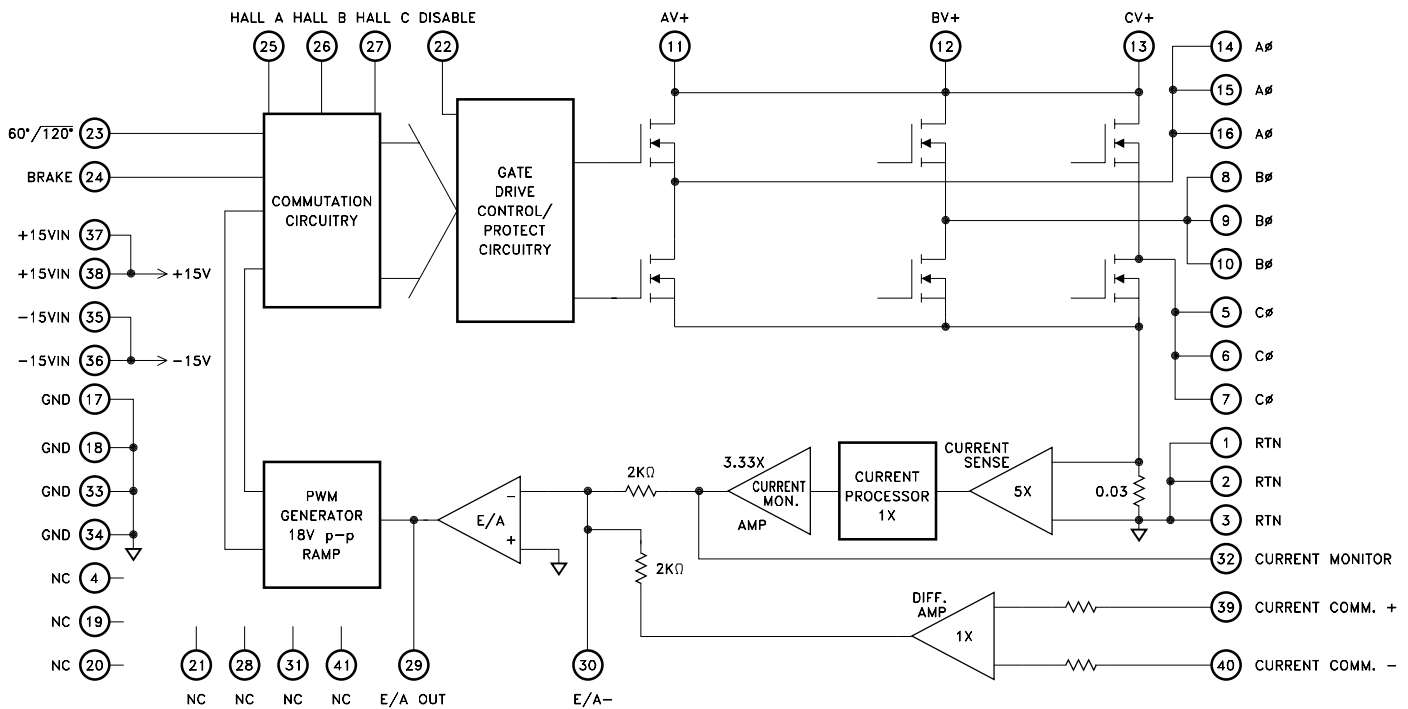 HALL A HALL B HALL C DISABLE
AV+
BV+
CV+
25
26
27
22
11
12
13
14 AØ
15 AØ
16 AØ
8 BØ
9 BØ
10 BØ
5 CØ
6 CØ
7 CØ
1 RTN
2 RTN
3 RTN
32 CURRENT MONITOR
39 CURRENT COMM. +
40 CURRENT COMM. -
60°/120° 23
BRAKE 24
+15VIN 37
+15VIN 38
+15V
-15VIN 35
-15VIN 36
-15V
GND 17
GND 18
GND 33
GND 34
NC 4
NC 19
NC 20
COMMUTATION
CIRCUITRY
GATE
DRIVE
CONTROL/
PROTECT
CIRCUITRY
PWM
GENERATOR
18V p-p
RAMP
E/A
-
+
2KΩ
2KΩ
3.33X
CURRENT
MON.
AMP
CURRENT
PROCESSOR
1X
CURRENT
SENSE
5X
0.03
DIFF.
AMP
1X
21
28
31
41
29
30
NC
NC
NC
NC
E/A OUT
E/A-